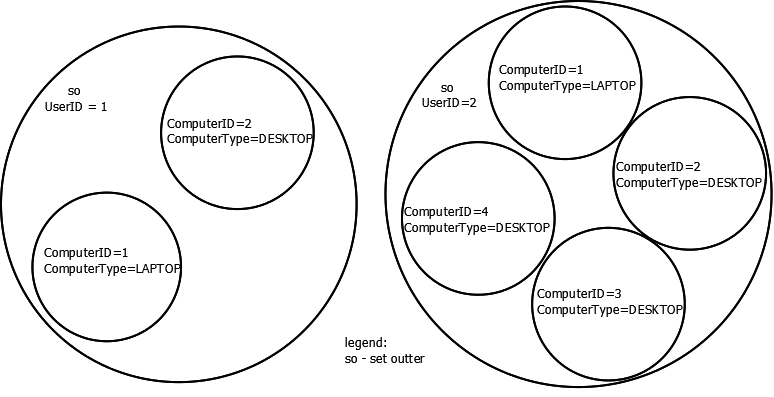 so
UserID = 1
ComputerID=2
ComputerType=DESKTOP
ComputerID=1
ComputerType=LAPTOP
so
UserID=2
ComputerID=1
ComputerType=LAPTOP
ComputerID=2
ComputerType=DESKTOP
ComputerID=4
ComputerType=DESKTOP
ComputerID=3
ComputerType=DESKTOP
legend:
so - set outter